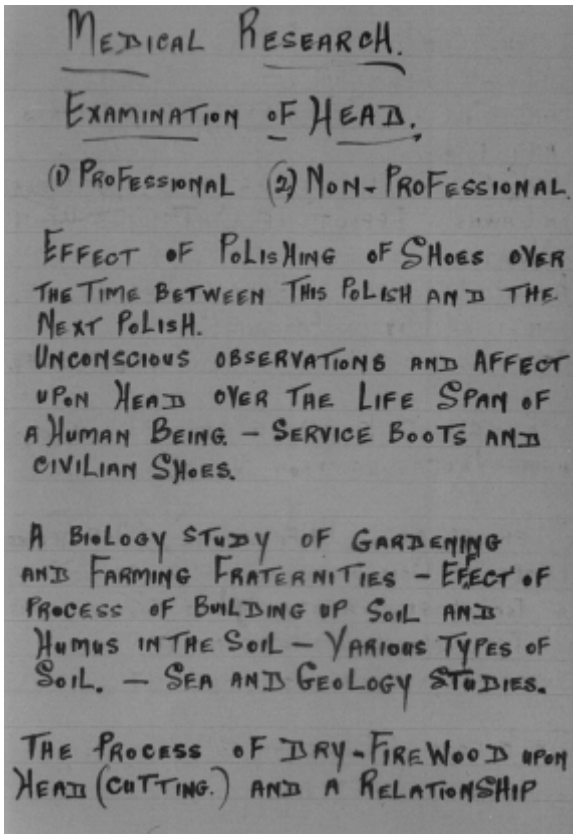 MEDICAL RESEARCH.
EXAMINATION OF HEAD.
(1) PROFESSIONAL (2) NON-PROFESSIONAL.
EFFECT OF POLISHING OF SHOES OVER
THE TIME BETWEEN THIS POLISH AND THE
NEXT POLISH.
UNCONSCIOUS OBSERVATIONS AND AFFECT
UPON HEAD OVER THE LIFE SPAN OF
A HUMAN BEING. - SERVICE BOOTS AND
CIVILIAN SHOES.
A BIOLOGY STUDY OF GARDENING
AND FARMING FRATERNITIES - EFFECT OF
PROCESS OF BUILDING UP SOIL AND
HUMUS IN THE SOIL - VARIOUS TYPES OF
SOIL. - SEA AND GEOLOGY STUDIES.
THE PROCESS OF DRY-FIREWOOD UPON
HEAD (CUTTING.) AND A RELATIONSHIP